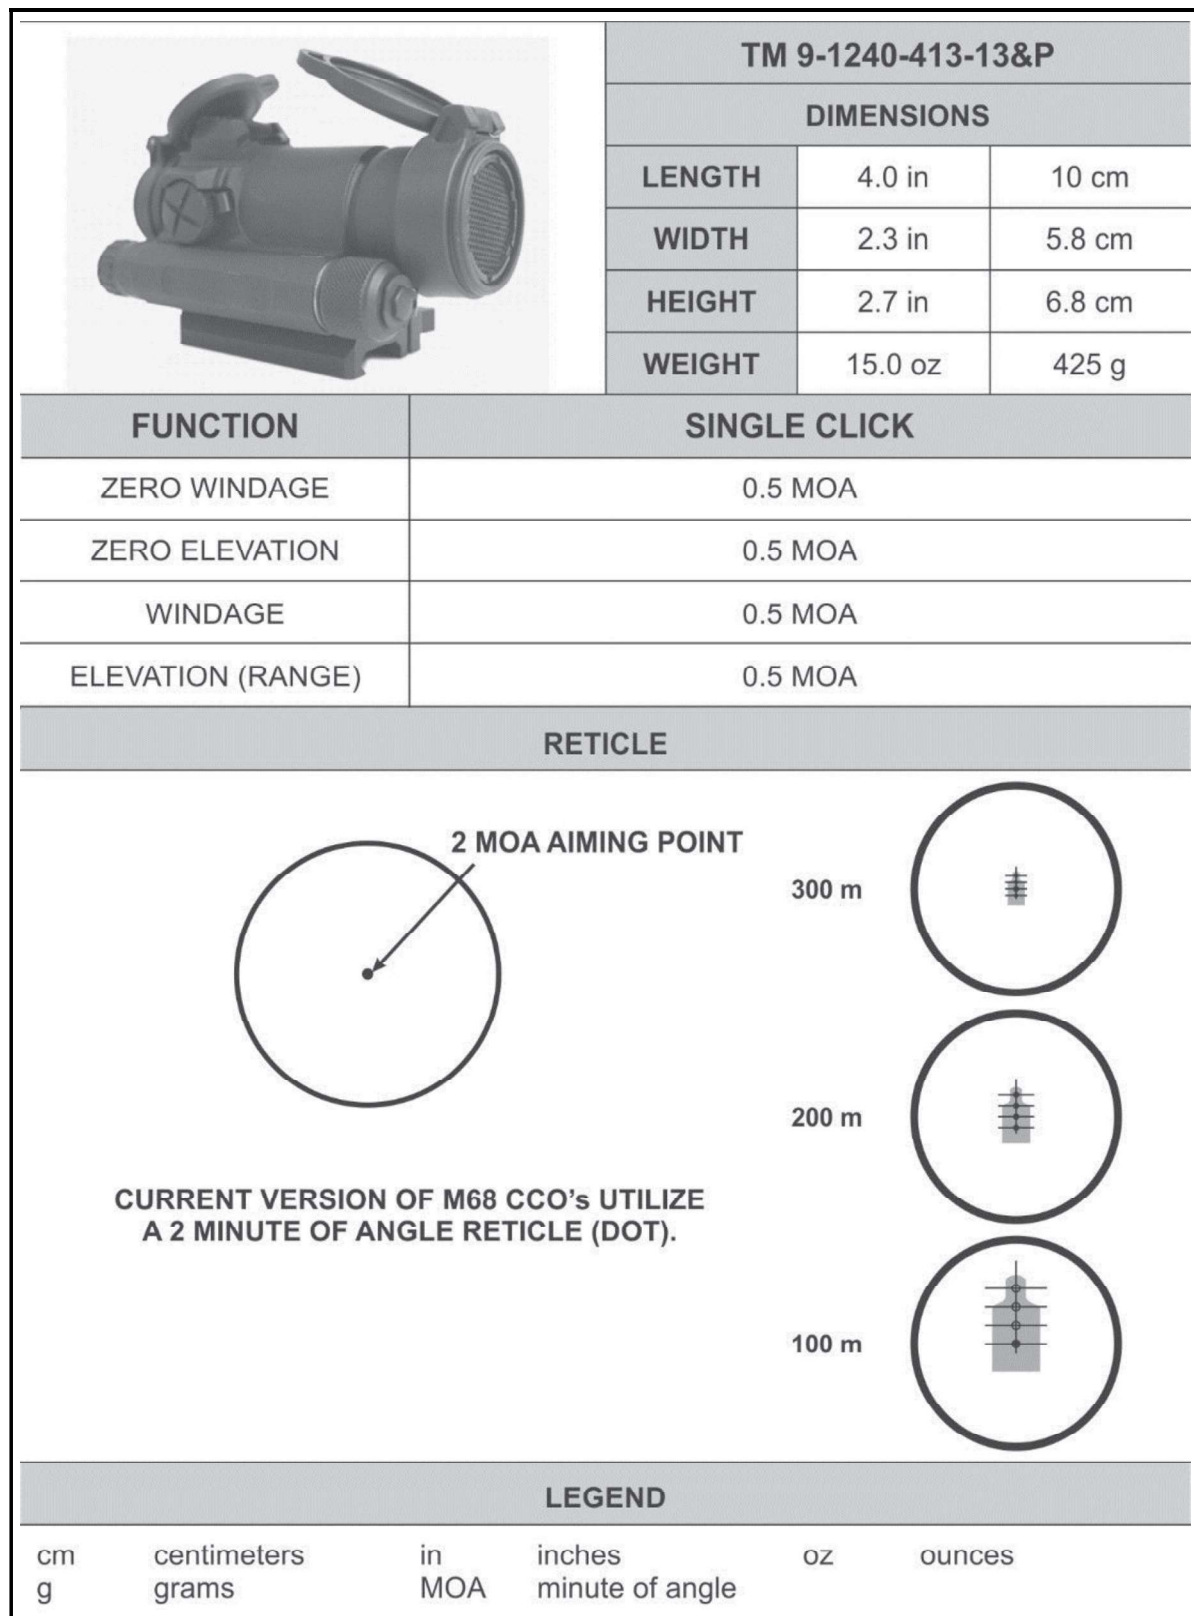 TM 9-1240-413-13&P
DIMENSIONS
LENGTH 4.0 in 10 cm
WIDTH 2.3 in 5.8 cm
HEIGHT 2.7 in 6.8 cm
WEIGHT 15.0 oz 425 g
FUNCTION SINGLE CLICK
ZERO WINDAGE 0.5 MOA
ZERO ELEVATION 0.5 MOA
WINDAGE 0.5 MOA
ELEVATION (RANGE) 0.5 MOA
RETICLE
2 MOA AIMING POINT
300 m
200 m
CURRENT VERSION OF M68 CCO's UTILIZE
A 2 MINUTE OF ANGLE RETICLE (DOT).
100 m
LEGEND
cm centimeters in inches oz ounces
g grams MOA minute of angle